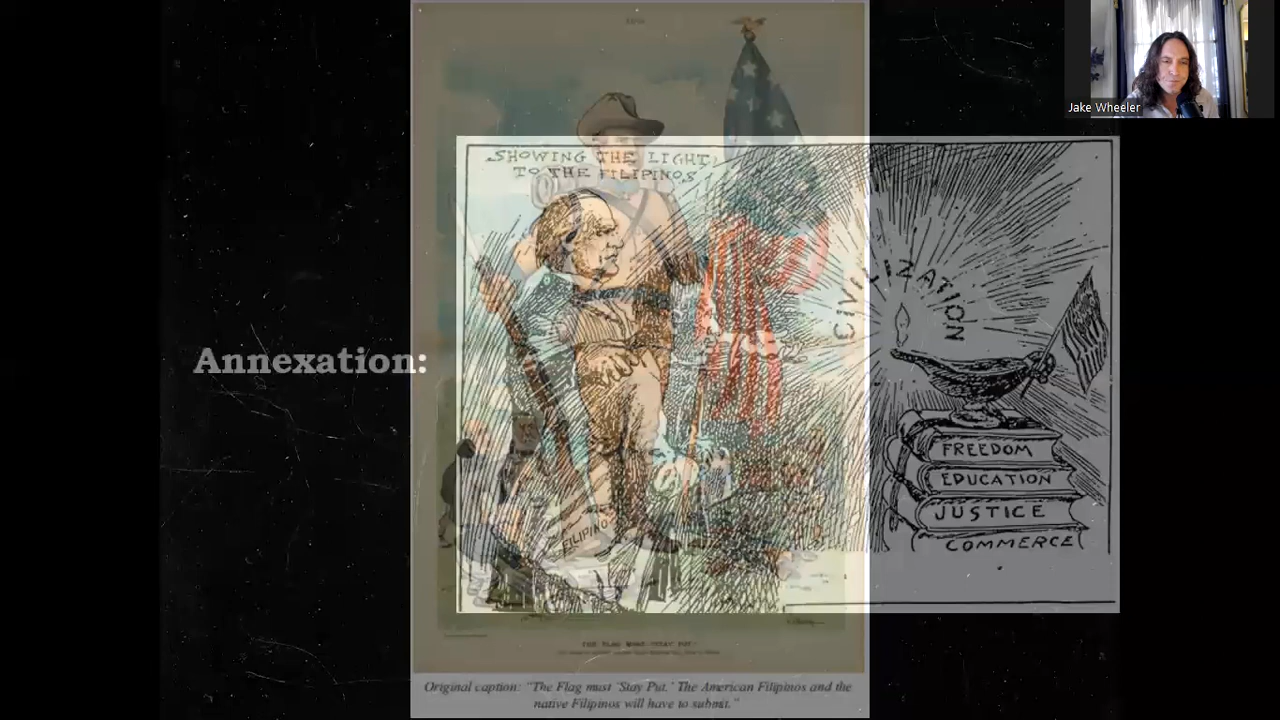 Jake Wheeler
SHOWING THE LIGHT
TO THE FILIPINOS
CIVILIZATION
Annexation:
FREEDOM
EDUCATION
JUSTICE
COMMERCE
FILIPINO
Original caption: "The Flag must 'Stay Put.' The American Filipinos and the
native Filipinos will have to submit."